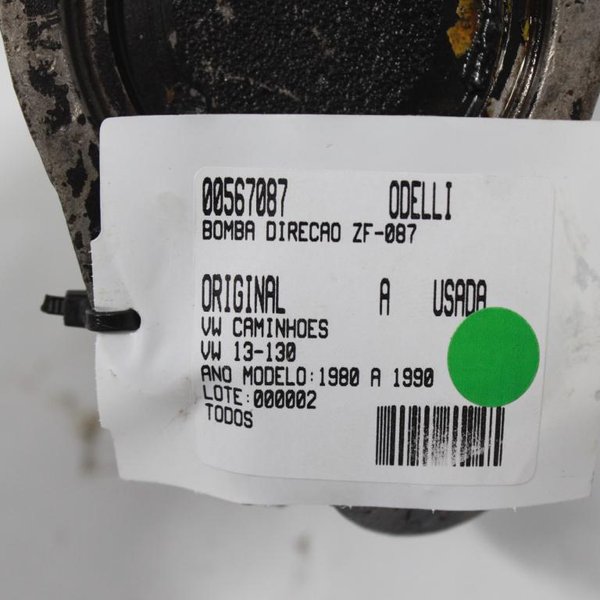 00567087 ODELLI
BOMBA DIRECAO ZF-087
ORIGINAL A USADA
VW CAMINHOES
VW 13-130
ANO MODELO:1980 A 1990
LOTE:000002
TODOS